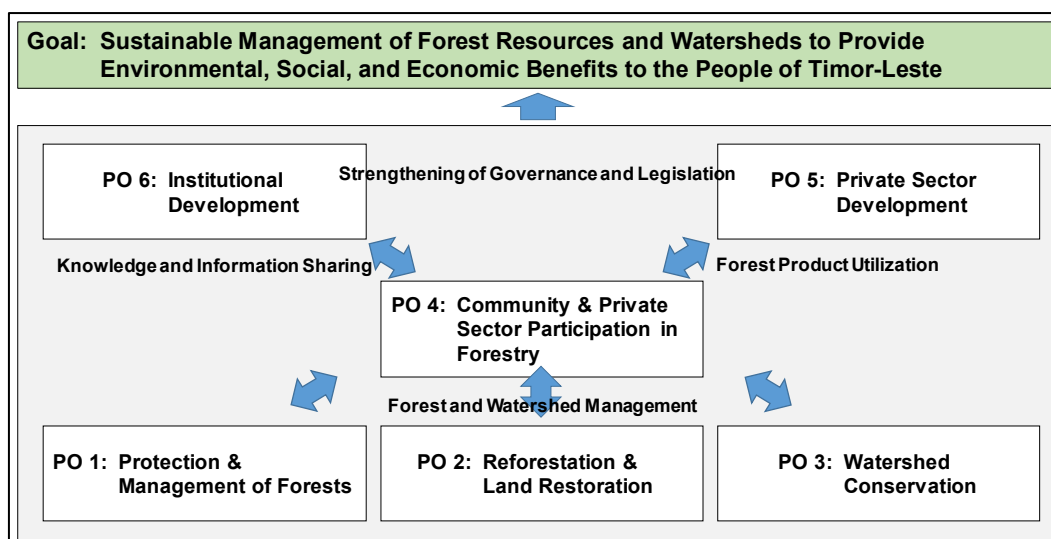 Goal: Sustainable Management of Forest Resources and Watersheds to Provide
Environmental, Social, and Economic Benefits to the People of Timor-Leste
PO 6: Institutional
Development
Strengthening of Governance and Legislation
PO 5: Private Sector
Development
Knowledge and Information Sharing
Forest Product Utilization
PO 4: Community & Private
Sector Participation in
Forestry
Forest and Watershed Management
PO 1: Protection &
Management of Forests
PO 2: Reforestation &
Land Restoration
PO 3: Watershed
Conservation